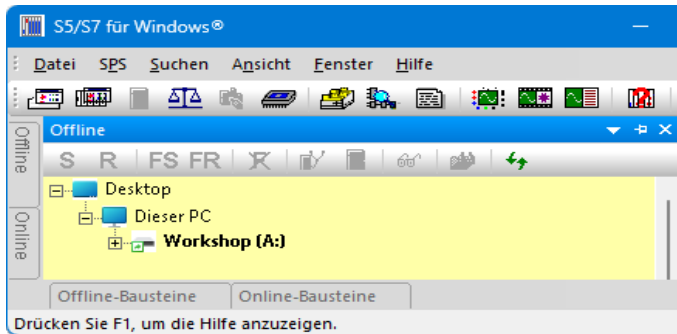 S5/S7 für Windows®
Datei SPS Suchen Ansicht Fenster Hilfe
Offline
Offline
S R FS FR R
Desktop
Dieser PC
Workshop (A:)
Online
Offline-Bausteine Online-Bausteine
Drücken Sie F1, um die Hilfe anzuzeigen.